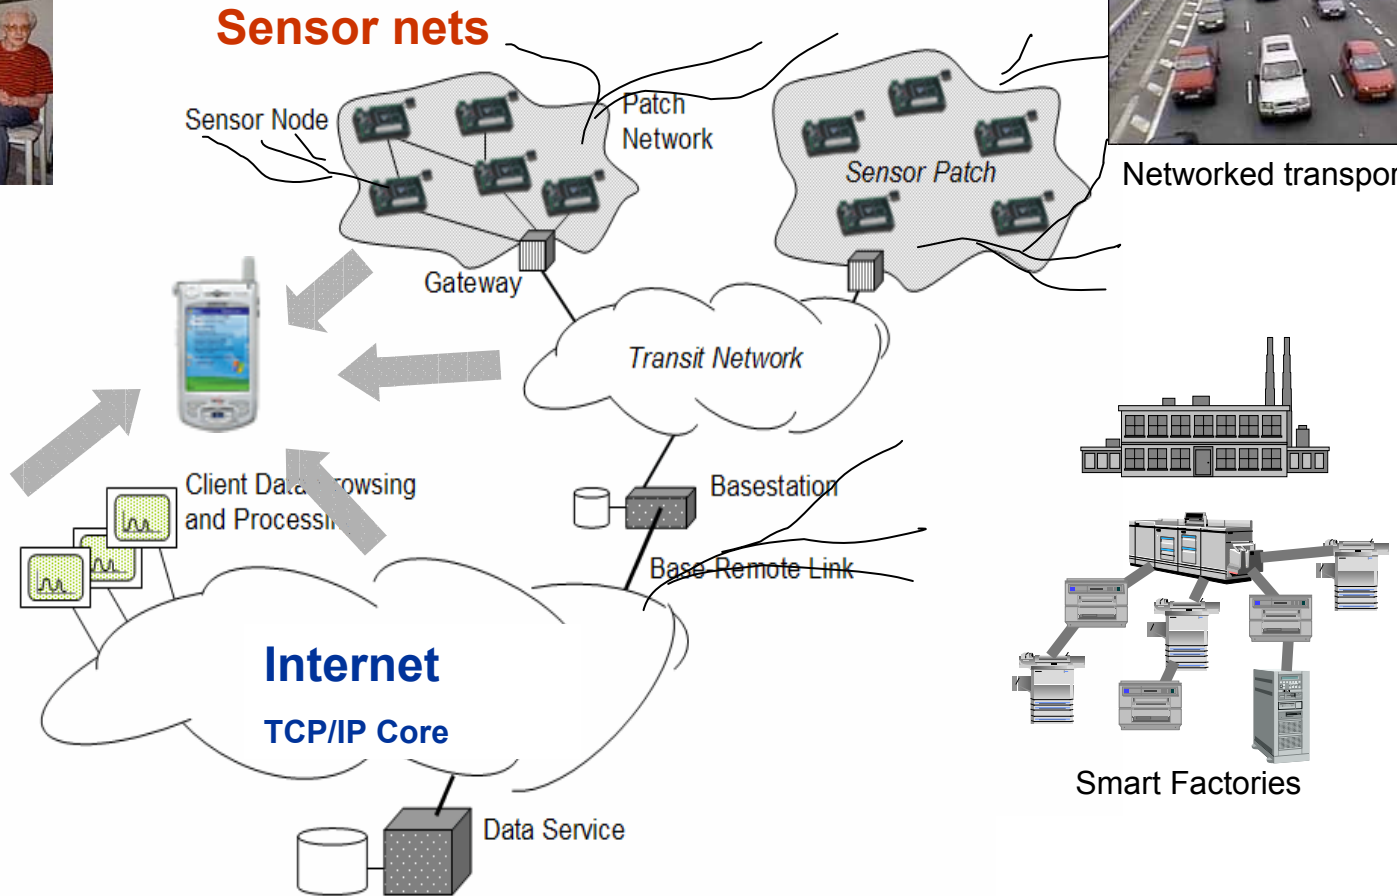 Sensor nets
Sensor Node
Patch
Network
Sensor Patch
Networked transpor
Gateway
Transit Network
Client Data
rowsing
and Processi
Basestation
Base-Remote Link
Internet
TCP/IP Core
Smart Factories
Data Service